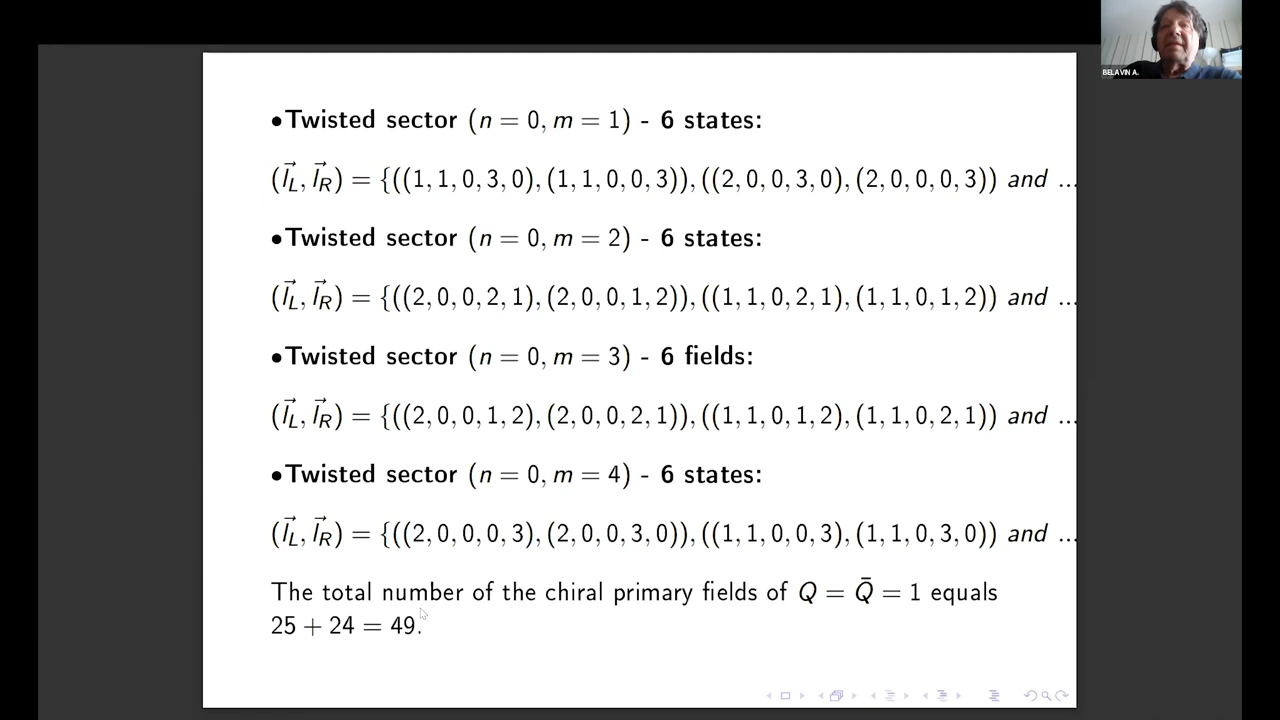 BELAVIN A.
•Twisted sector (n = 0, m = 1) - 6 states:
(l⃗_L, l⃗_R) = {((1, 1, 0, 3, 0), (1, 1, 0, 0, 3)), ((2, 0, 0, 3, 0), (2, 0, 0, 0, 3)) and ...
•Twisted sector (n = 0, m = 2) - 6 states:
(l⃗_L, l⃗_R) = {((2, 0, 0, 2, 1), (2, 0, 0, 1, 2)), ((1, 1, 0, 2, 1), (1, 1, 0, 1, 2)) and ...
•Twisted sector (n = 0, m = 3) - 6 fields:
(l⃗_L, l⃗_R) = {((2, 0, 0, 1, 2), (2, 0, 0, 2, 1)), ((1, 1, 0, 1, 2), (1, 1, 0, 2, 1)) and ...
•Twisted sector (n = 0, m = 4) - 6 states:
(l⃗_L, l⃗_R) = {((2, 0, 0, 0, 3), (2, 0, 0, 3, 0)), ((1, 1, 0, 0, 3), (1, 1, 0, 3, 0)) and ...
The total number of the chiral primary fields of Q = Q̄ = 1 equals
25 + 24 = 49.